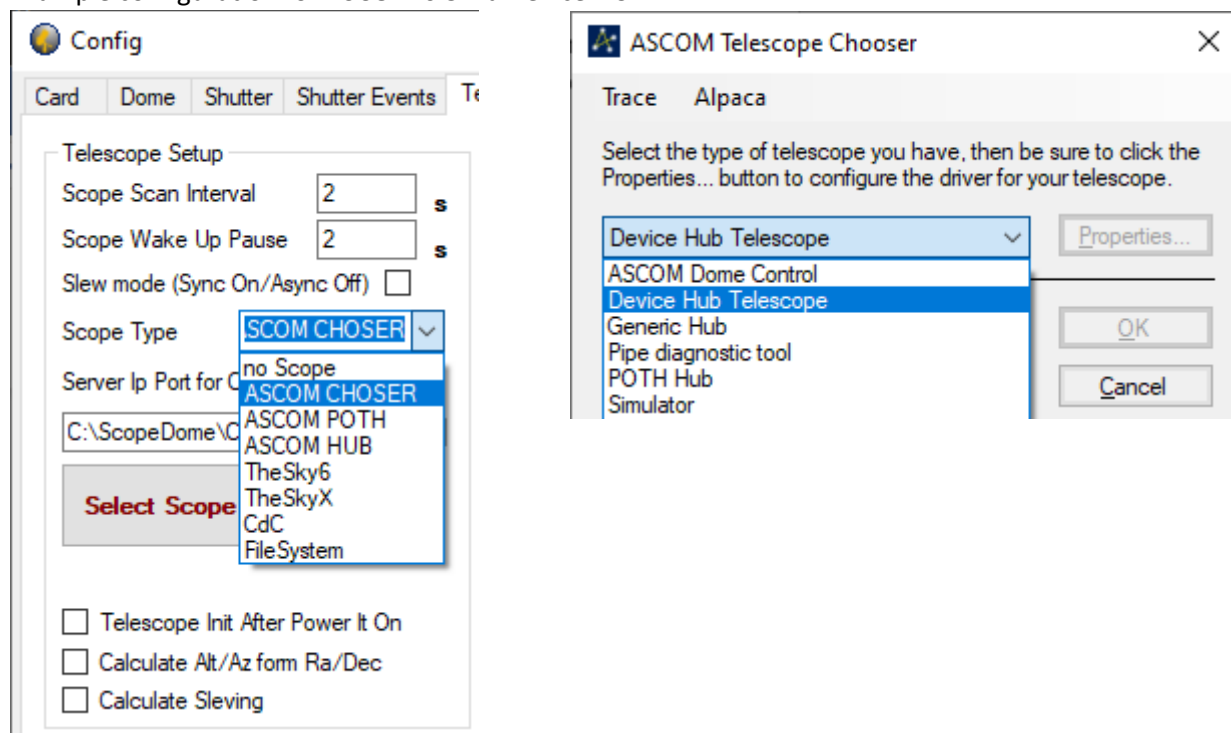 Config
Card Dome Shutter Shutter Events
Telescope Setup
Scope Scan Interval 2 s
Scope Wake Up Pause 2 s
Slew mode (Sync On/Async Off)
Scope Type SCOM CHOSER
no Scope
ASCOM CHOSER
ASCOM POTH
ASCOM HUB
TheSky6
TheSkyX
CdC
FileSystem
Server Ip Port for
C:\ScopeDome\
Select Scope
Telescope Init After Power It On
Calculate Alt/Az form Ra/Dec
Calculate Sleving
ASCOM Telescope Chooser
Trace Alpaca
Select the type of telescope you have, then be sure to click the
Properties... button to configure the driver for your telescope.
Device Hub Telescope Properties...
ASCOM Dome Control
Device Hub Telescope
Generic Hub
Pipe diagnostic tool
POTH Hub
Simulator
OK
Cancel